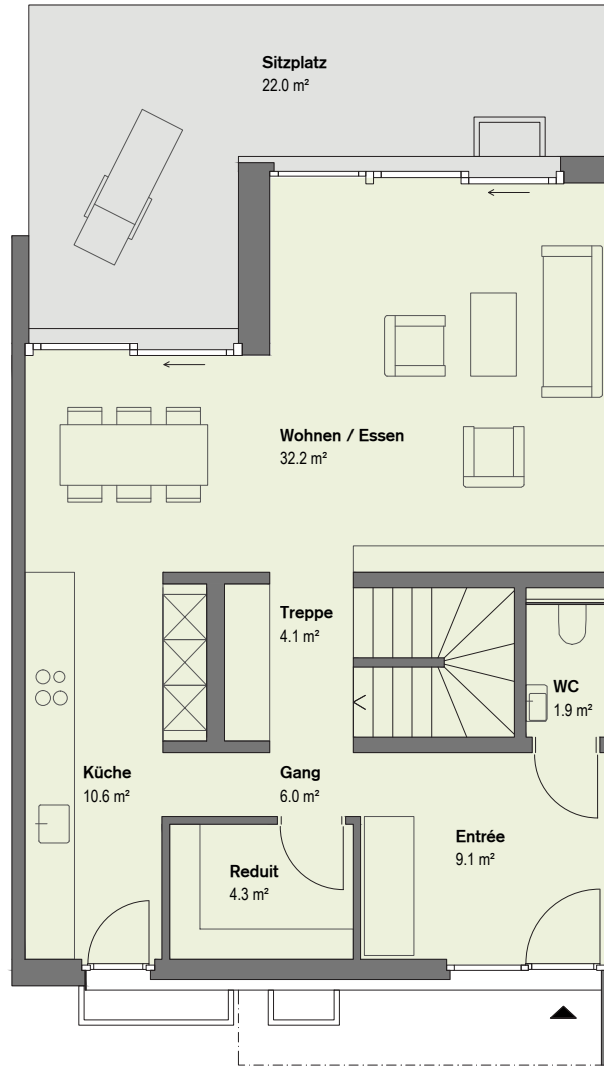 Sitzplatz
22.0 m²
Wohnen / Essen
32.2 m²
Treppe
4.1 m²
WC
1.9 m²
Küche
10.6 m²
Gang
6.0 m²
Entrée
9.1 m²
Reduit
4.3 m²